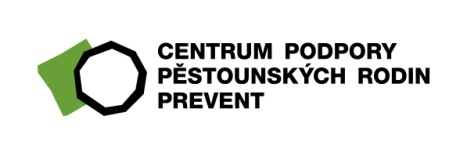 CENTRUM PODPORY
PĚSTOUNSKÝCH RODIN
PREVENT